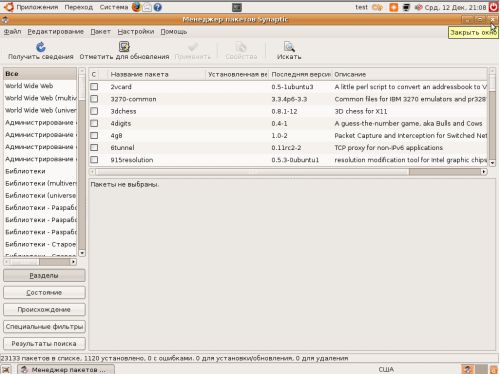 Приложения Переход Система test Срд, 12 Дек, 21:08
Менеджер пакетов Synaptic
Закрыть окно
Файл Редактирование Пакет Настройки Помощь
Получить сведения Отметить для обновления Применить Свойства Искать
Все
World Wide Web
World Wide Web (multiv
World Wide Web (univer
Администрирование с
Администрирование с
Администрирование с
Библиотеки
Библиотеки (multivers
Библиотеки (universe
Библиотеки - Разрабо
Библиотеки - Разрабо
Библиотеки - Разрабо
Библиотеки - Старое
Библиотеки - Старое
С Название пакета Установленная ве Последняя версия Описание
2vcard 0.5-1ubuntu3 A little perl script to convert an addressbook to V
3270-common 3.3.4p6-3.3 Common files for IBM 3270 emulators and pr328
3dchess 0.8.1-12 3D chess for X11
4digits 0.4-1 A guess-the-number game, aka Bulls and Cows
4g8 1.0-2 Packet Capture and Interception for Switched Net
6tunnel 0.11rc2-2 TCP proxy for non-IPv6 applications
915resolution 0.5.3-0ubuntu1 resolution modification tool for Intel graphic chips
Пакеты не выбраны.
Разделы
Состояние
Происхождение
Специальные фильтры
Результаты поиска
23133 пакетов в списке, 1120 установлено, 0 с ошибками. 0 для установки/обновления, 0 для удаления
Менеджер пакетов ... США